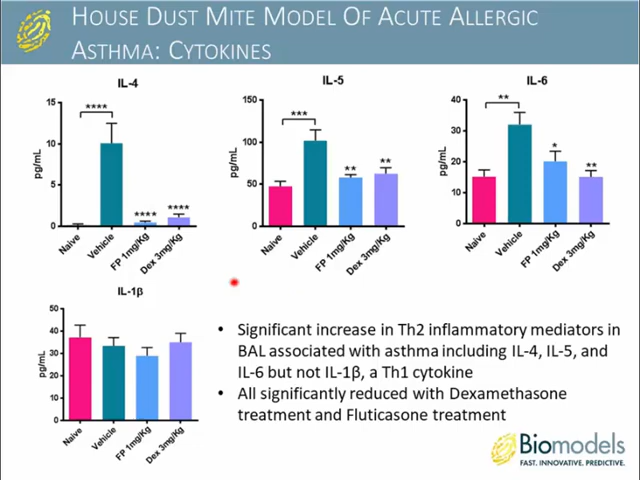 HOUSE DUST MITE MODEL OF ACUTE ALLERGIC
ASTHMA: CYTOKINES
IL-4
pg/mL
15
10
5
0
****
****
****
Naive
Vehicle
FP 1mg/Kg
Dex 3mg/Kg
IL-5
pg/mL
150
100
50
0
***
**
**
Naive
Vehicle
FP 1mg/Kg
Dex 3mg/Kg
IL-6
pg/mL
40
30
20
10
0
**
*
**
Naive
Vehicle
FP 1mg/Kg
Dex 3mg/Kg
IL-1β
pg/mL
50
40
30
20
10
0
Naive
Vehicle
FP 1mg/Kg
Dex 3mg/Kg
• Significant increase in Th2 inflammatory mediators in
BAL associated with asthma including IL-4, IL-5, and
IL-6 but not IL-1β, a Th1 cytokine
• All significantly reduced with Dexamethasone
treatment and Fluticasone treatment
Biomodels
FAST. INNOVATIVE. PREDICTIVE.